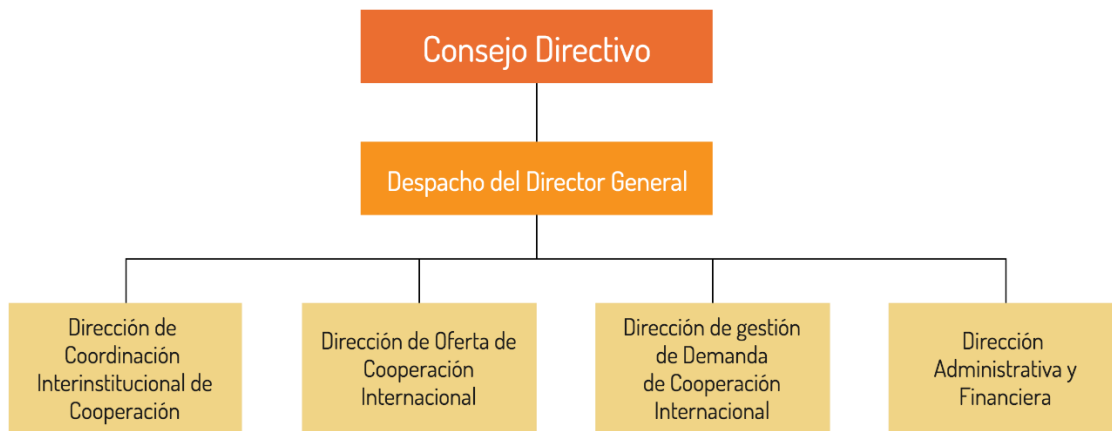 Consejo Directivo
Despacho del Director General
Dirección de
Coordinación
Interinstitucional de
Cooperación
Dirección de Oferta de
Cooperación
Internacional
Dirección de gestión
de Demanda
de Cooperación
Internacional
Dirección
Administrativa y
Financiera